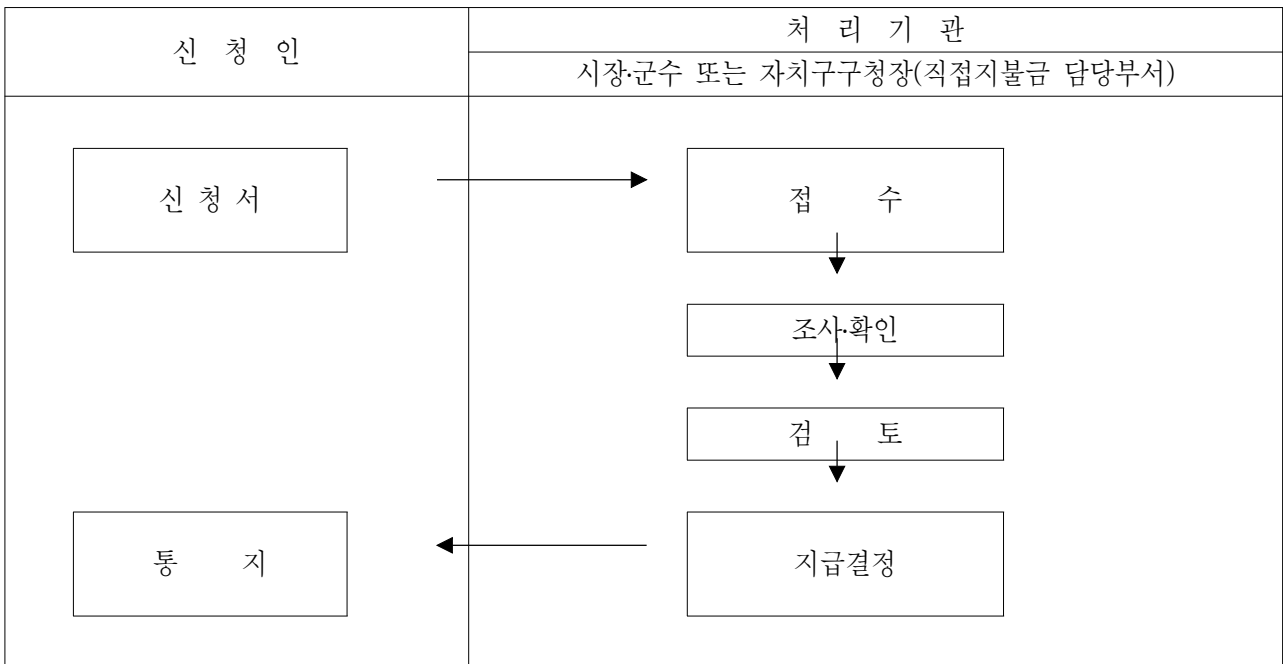 신 청 인
처 리 기 관
시장·군수 또는 자치구구청장(직접지불금 담당부서)
신 청 서
접 수
조사·확인
검 토
통 지
지급결정